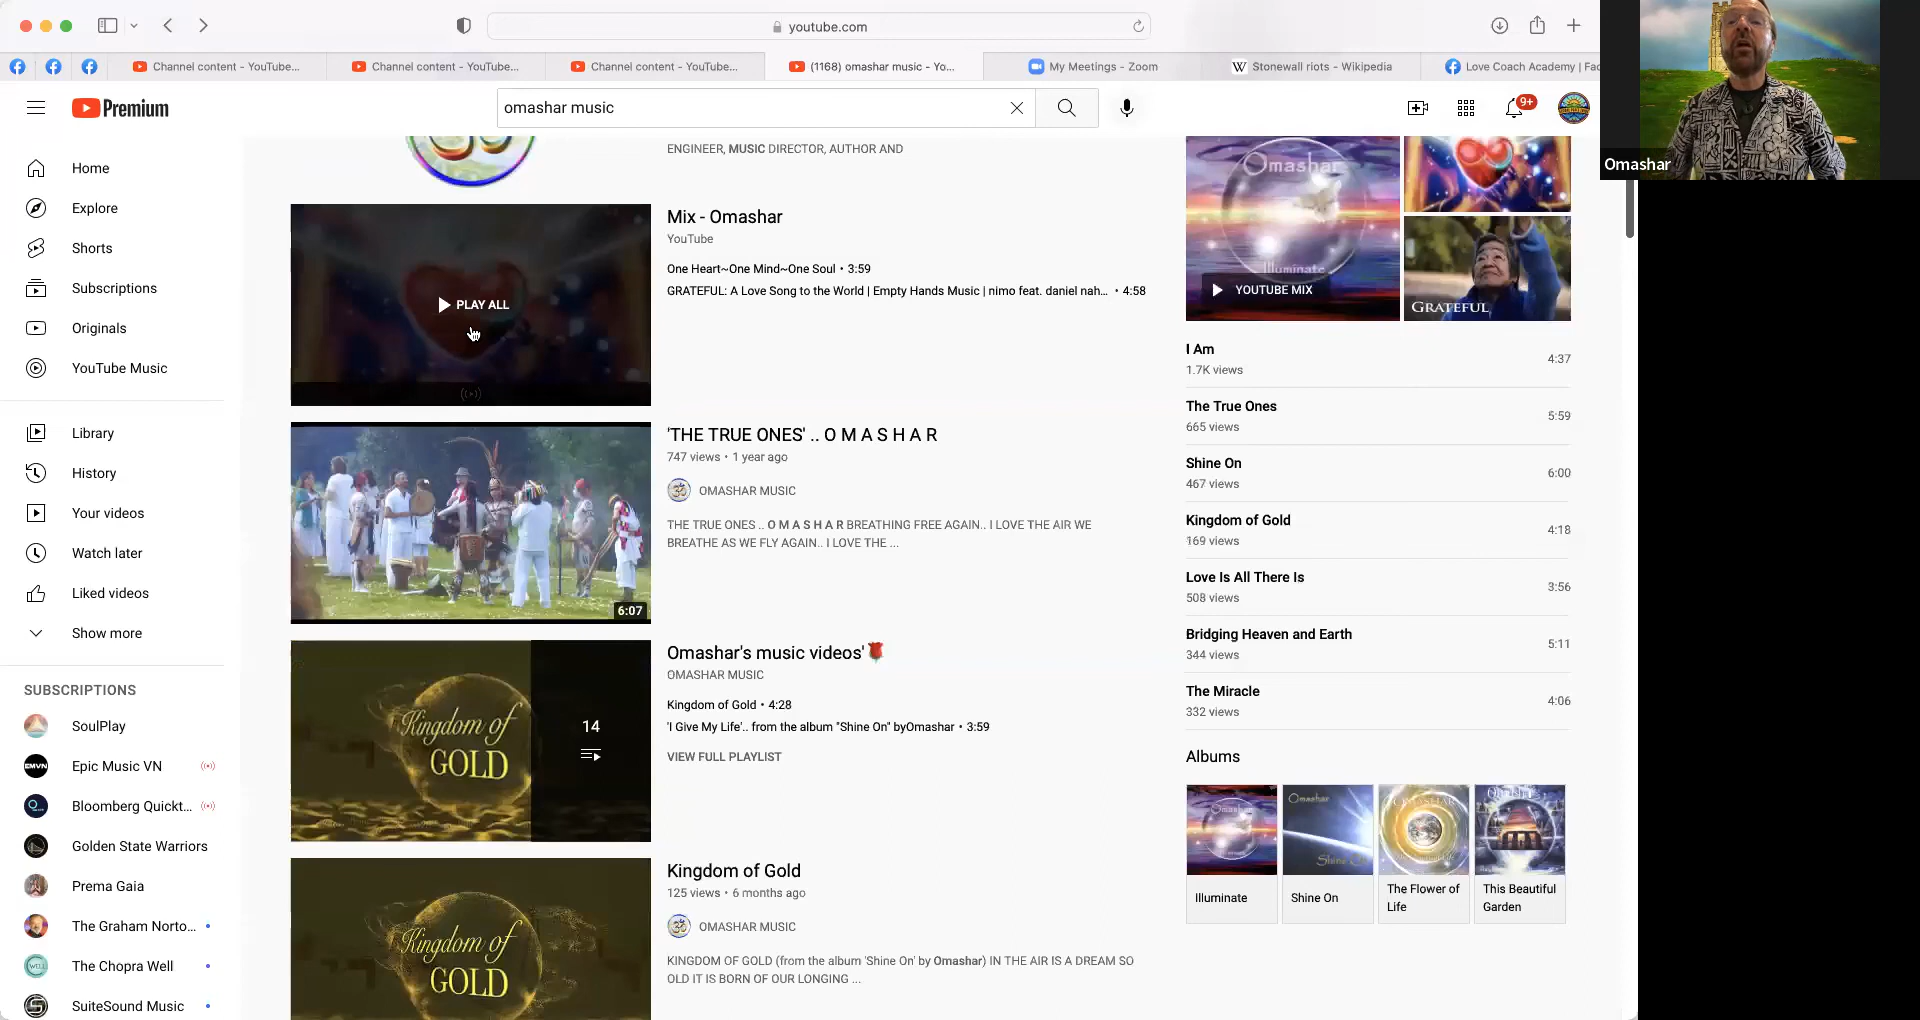 youtube.com
Channel content - YouTube...
Channel content - YouTube...
Channel content - YouTube...
(1168) omashar music - Yo...
My Meetings - Zoom
W Stonewall riots - Wikipedia
Love Coach Academy | Fac
Premium
omashar music
9+
Omashar
Home
Explore
Shorts
Subscriptions
Originals
YouTube Music
Library
History
Your videos
Watch later
Liked videos
Show more
SUBSCRIPTIONS
SoulPlay
EMVN
Epic Music VN
Bloomberg Quickt...
Golden State Warriors
Prema Gaia
The Graham Norto...
The Chopra Well
SuiteSound Music
ENGINEER, MUSIC DIRECTOR, AUTHOR AND
PLAY ALL
Mix - Omashar
YouTube
One Heart~One Mind~One Soul • 3:59
GRATEFUL: A Love Song to the World | Empty Hands Music | nimo feat. daniel nah... • 4:58
6:07
'THE TRUE ONES' .. O M A S H A R
747 views • 1 year ago
OMASHAR MUSIC
THE TRUE ONES .. O M A S H A R BREATHING FREE AGAIN.. I LOVE THE AIR WE
BREATHE AS WE FLY AGAIN.. I LOVE THE ...
Kingdom of
GOLD
14
Omashar's music videos'🌹
OMASHAR MUSIC
Kingdom of Gold • 4:28
'I Give My Life'.. from the album "Shine On" byOmashar • 3:59
VIEW FULL PLAYLIST
Kingdom of
GOLD
Kingdom of Gold
125 views • 6 months ago
OMASHAR MUSIC
KINGDOM OF GOLD (from the album 'Shine On' by Omashar) IN THE AIR IS A DREAM SO
OLD IT IS BORN OF OUR LONGING ...
Omashar
Illuminate
YOUTUBE MIX
GRATEFUL
I Am
1.7K views
4:37
The True Ones
665 views
5:59
Shine On
467 views
6:00
Kingdom of Gold
169 views
4:18
Love Is All There Is
508 views
3:56
Bridging Heaven and Earth
344 views
5:11
The Miracle
332 views
4:06
Albums
Omashar
Omashar
Shine On
OMASHAR
Omashar
Illuminate
Shine On
The Flower of
Life
This Beautiful
Garden